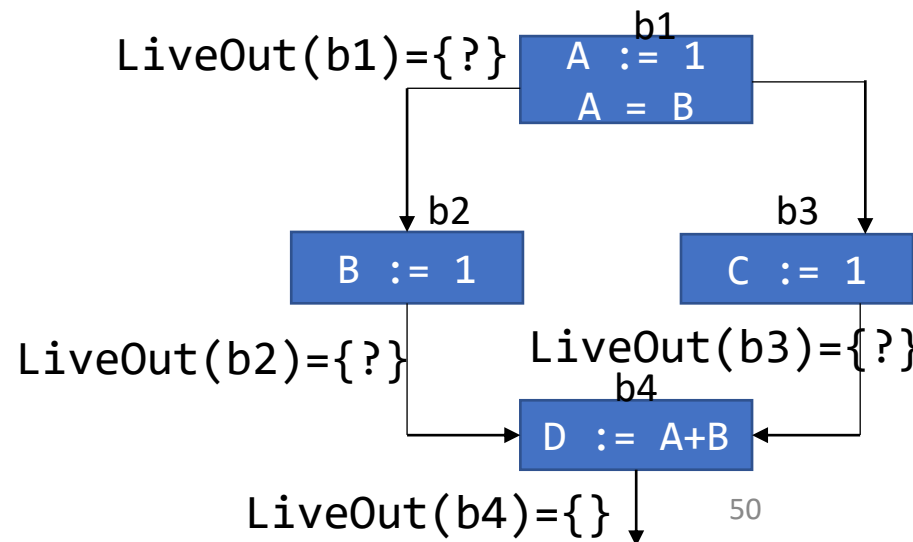 b1
LiveOut(b1)={?}
A := 1
A = B
b2
b3
B := 1
C := 1
LiveOut(b2)={?}
LiveOut(b3)={?}
b4
D := A+B
LiveOut(b4)={}
50